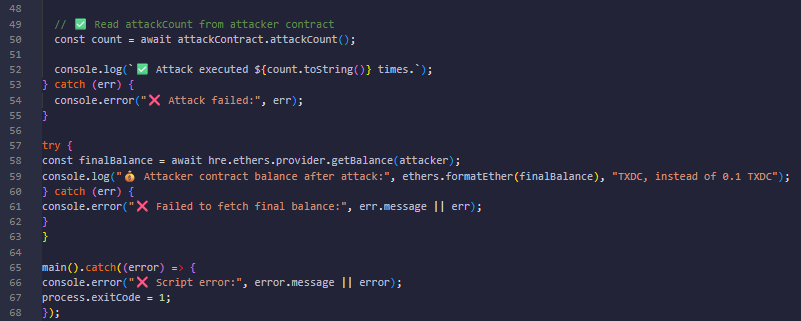 48
49 // ✅ Read attackCount from attacker contract
50 const count = await attackContract.attackCount();
51
52 console.log(`✅ Attack executed ${count.toString()} times.`);
53 } catch (err) {
54 console.error("❌ Attack failed:", err);
55 }
56
57 try {
58 const finalBalance = await hre.ethers.provider.getBalance(attacker);
59 console.log("💰 Attacker contract balance after attack:", ethers.formatEther(finalBalance), "TXDC, instead of 0.1 TXDC");
60 } catch (err) {
61 console.error("❌ Failed to fetch final balance:", err.message || err);
62 }
63 }
64
65 main().catch((error) => {
66 console.error("❌ Script error:", error.message || error);
67 process.exitCode = 1;
68 });